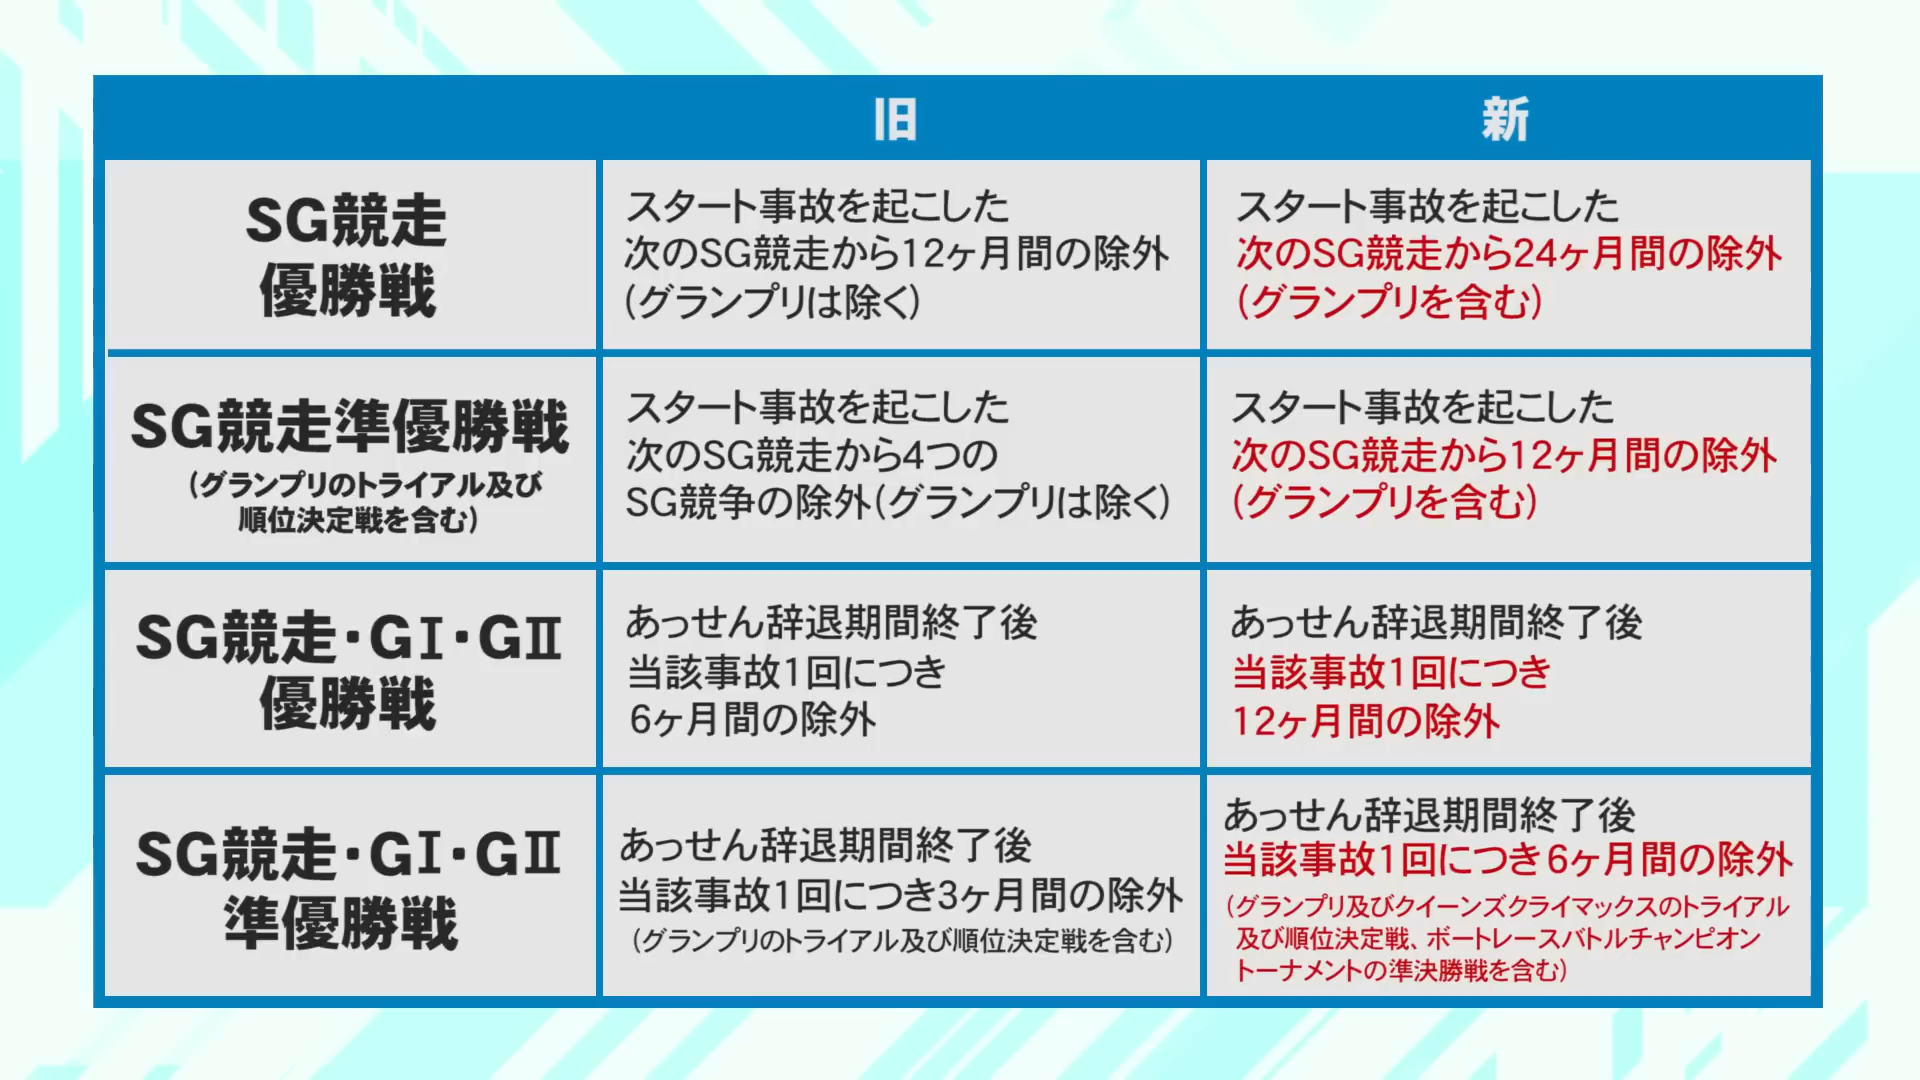 旧
新
SG競走
優勝戦
スタート事故を起こした
次のSG競走から12ヶ月間の除外
(グランプリは除く)
スタート事故を起こした
次のSG競走から24ヶ月間の除外
(グランプリを含む)
SG競走準優勝戦
(グランプリのトライアル及び
順位決定戦を含む)
スタート事故を起こした
次のSG競走から4つの
SG競争の除外(グランプリは除く)
スタート事故を起こした
次のSG競走から12ヶ月間の除外
(グランプリを含む)
SG競走・GⅠ・GⅡ
優勝戦
あっせん辞退期間終了後
当該事故1回につき
6ヶ月間の除外
あっせん辞退期間終了後
当該事故1回につき
12ヶ月間の除外
SG競走・GⅠ・GⅡ
準優勝戦
あっせん辞退期間終了後
当該事故1回につき3ヶ月間の除外
(グランプリのトライアル及び順位決定戦を含む)
あっせん辞退期間終了後
当該事故1回につき6ヶ月間の除外
(グランプリ及びクイーンズクライマックスのトライアル
及び順位決定戦、ボートレースバトルチャンピオン
トーナメントの準決勝戦を含む)